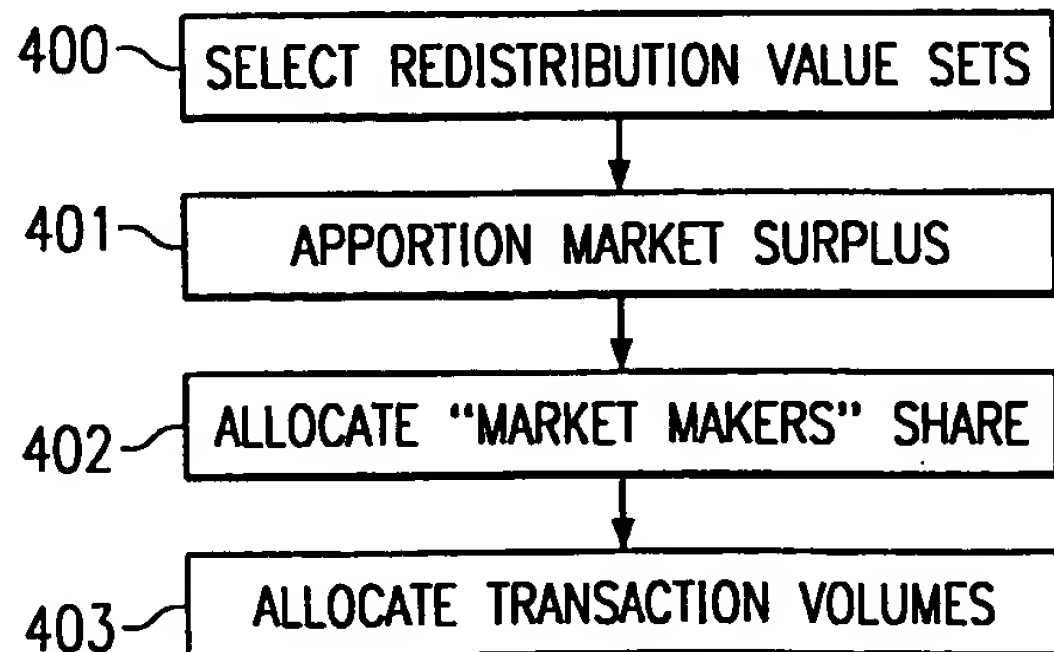 400 SELECT REDISTRIBUTION VALUE SETS
401 APPORTION MARKET SURPLUS
402 ALLOCATE “MARKET MAKERS” SHARE
403 ALLOCATE TRANSACTION VOLUMES